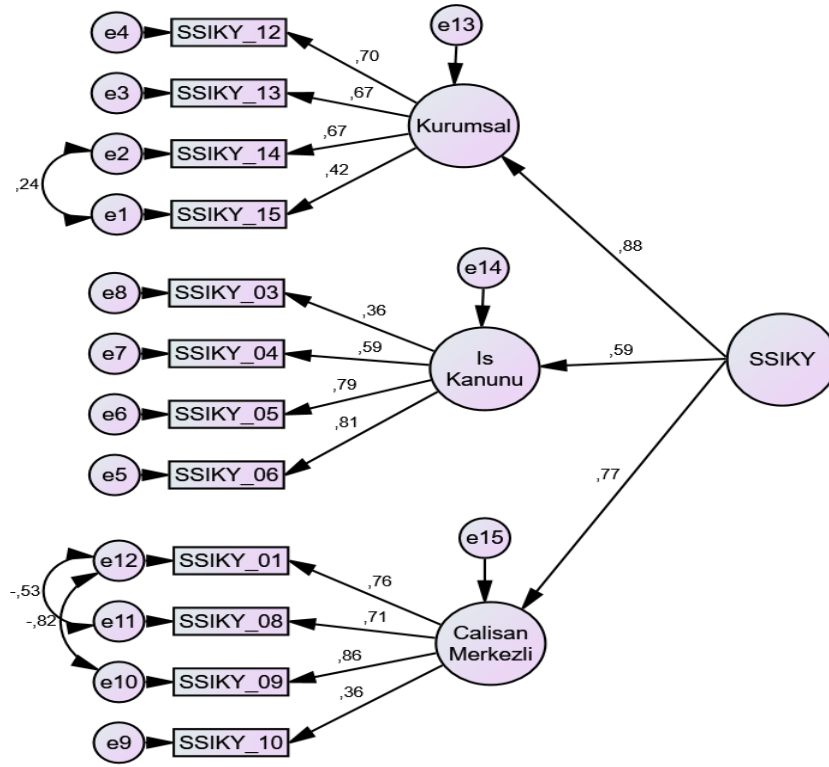 e4
SSIKY_12
e13
,70
e3
SSIKY_13
,67
Kurumsal
e2
SSIKY_14
,67
,24
e1
SSIKY_15
,42
,88
e14
e8
SSIKY_03
,36
e7
SSIKY_04
,59
Is
Kanunu
,59
SSIKY
e6
SSIKY_05
,79
e5
SSIKY_06
,81
,77
e15
e12
SSIKY_01
,76
-,53
-,82
e11
SSIKY_08
,71
Calisan
Merkezli
e10
SSIKY_09
,86
e9
SSIKY_10
,36